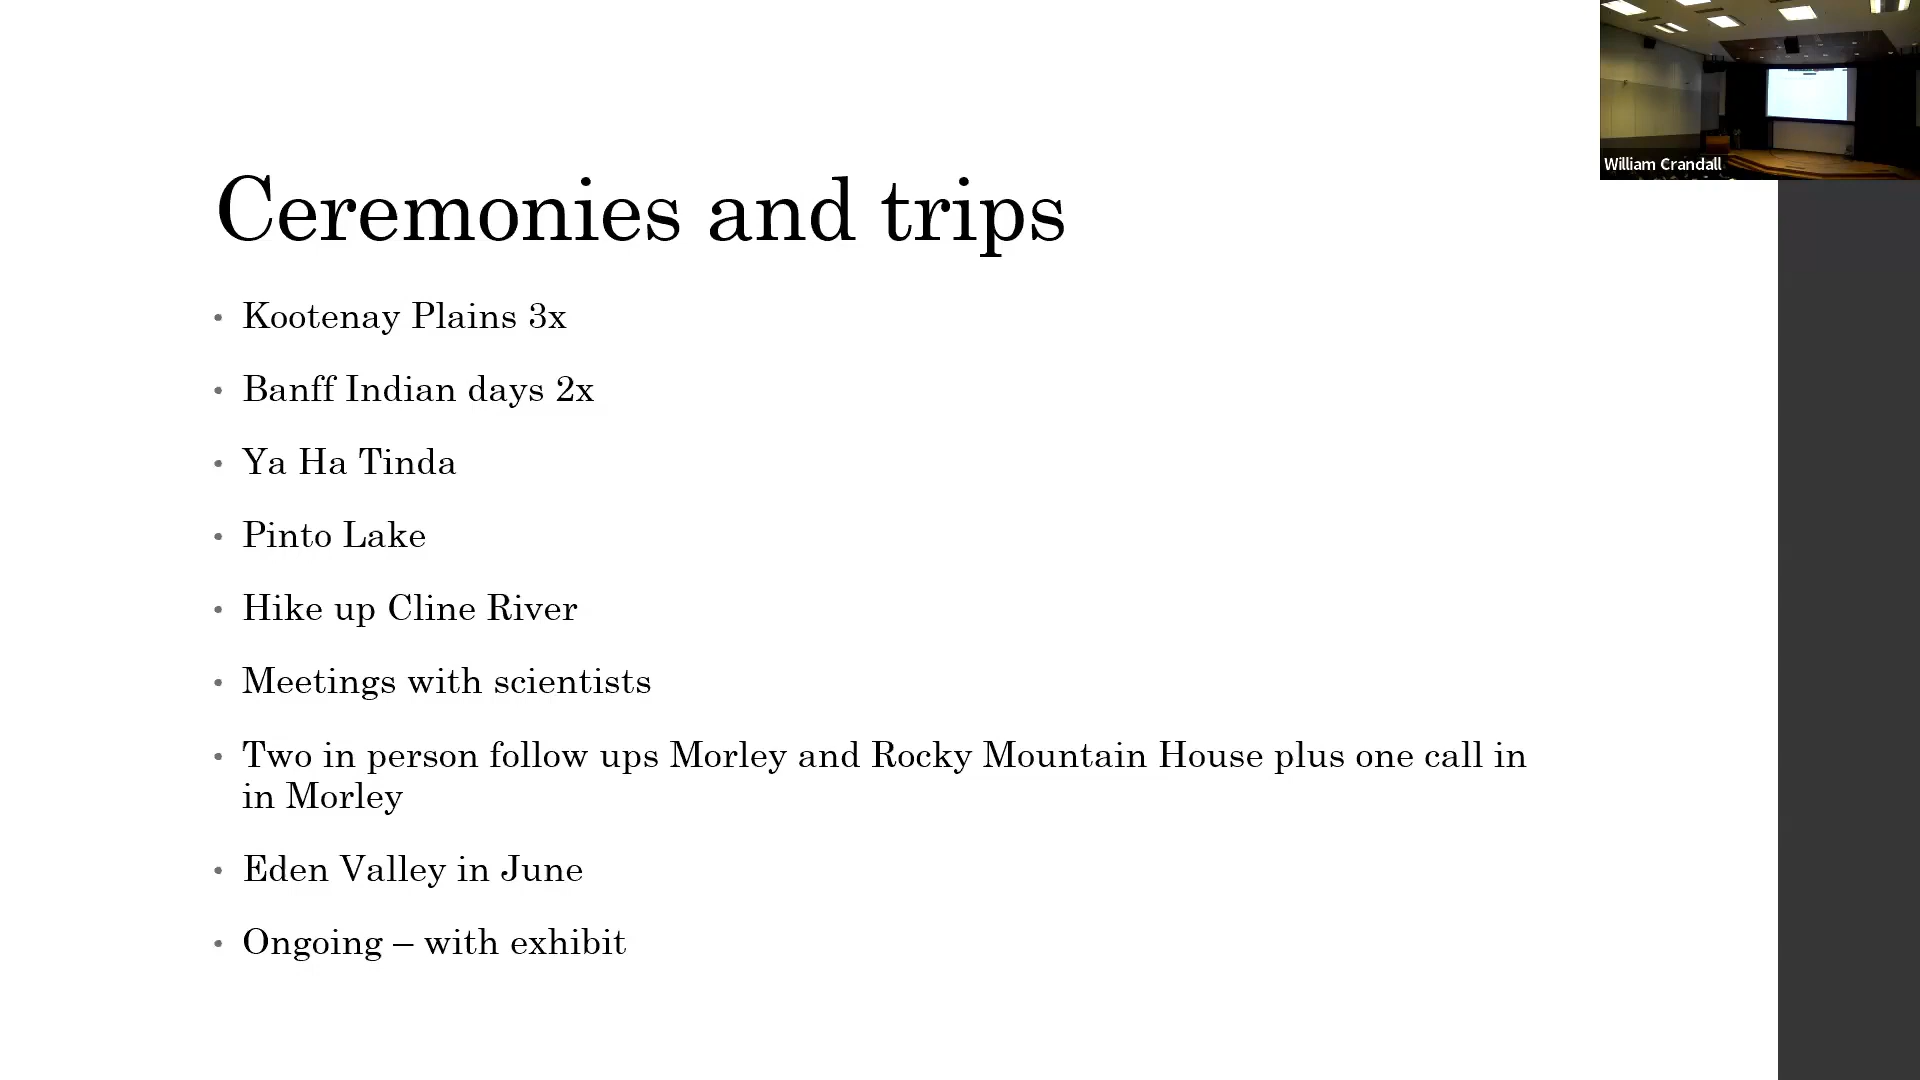 William Crandall
Ceremonies and trips
• Kootenay Plains 3x
• Banff Indian days 2x
• Ya Ha Tinda
• Pinto Lake
• Hike up Cline River
• Meetings with scientists
• Two in person follow ups Morley and Rocky Mountain House plus one call in
in Morley
• Eden Valley in June
• Ongoing – with exhibit